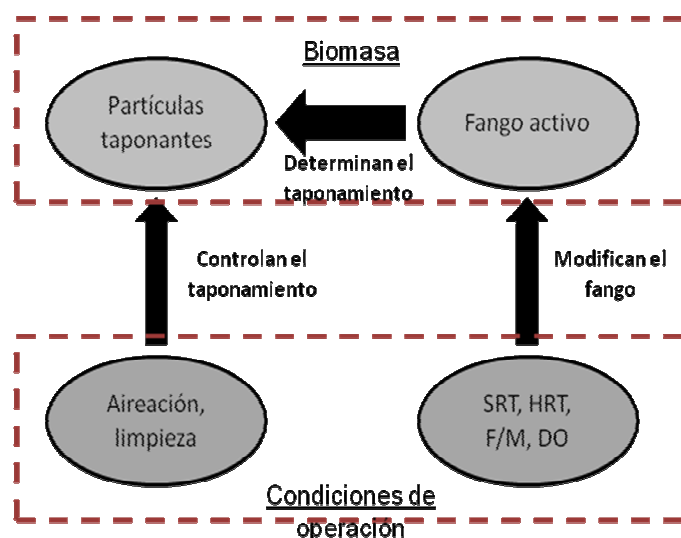 Biomasa
Partículas
taponantes
Fango activo
Determinan el
taponamiento
Controlan el
taponamiento
Modifican el
fango
Aireación,
limpieza
SRT, HRT,
F/M, DO
Condiciones de
operación